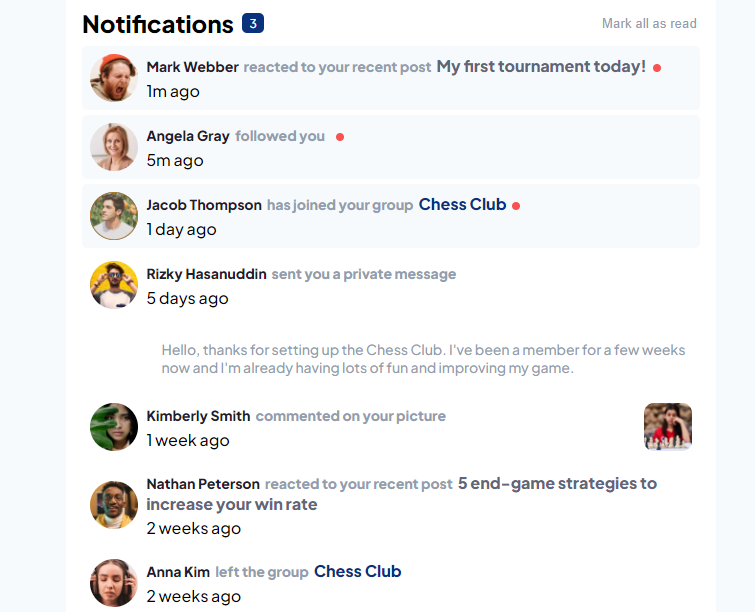 Notifications 3 Mark all as read
Mark Webber reacted to your recent post My first tournament today!
1m ago
Angela Gray followed you
5m ago
Jacob Thompson has joined your group Chess Club
1 day ago
Rizky Hasanuddin sent you a private message
5 days ago
Hello, thanks for setting up the Chess Club. I've been a member for a few weeks
now and I'm already having lots of fun and improving my game.
Kimberly Smith commented on your picture
1 week ago
Nathan Peterson reacted to your recent post 5 end-game strategies to
increase your win rate
2 weeks ago
Anna Kim left the group Chess Club
2 weeks ago